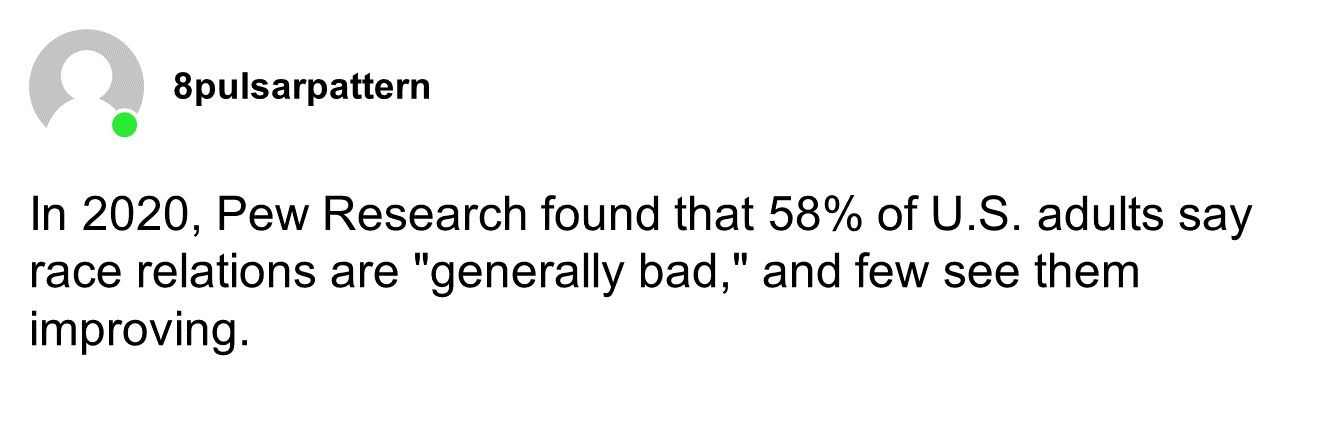 8pulsarpattern
In 2020, Pew Research found that 58% of U.S. adults say
race relations are "generally bad," and few see them
improving.